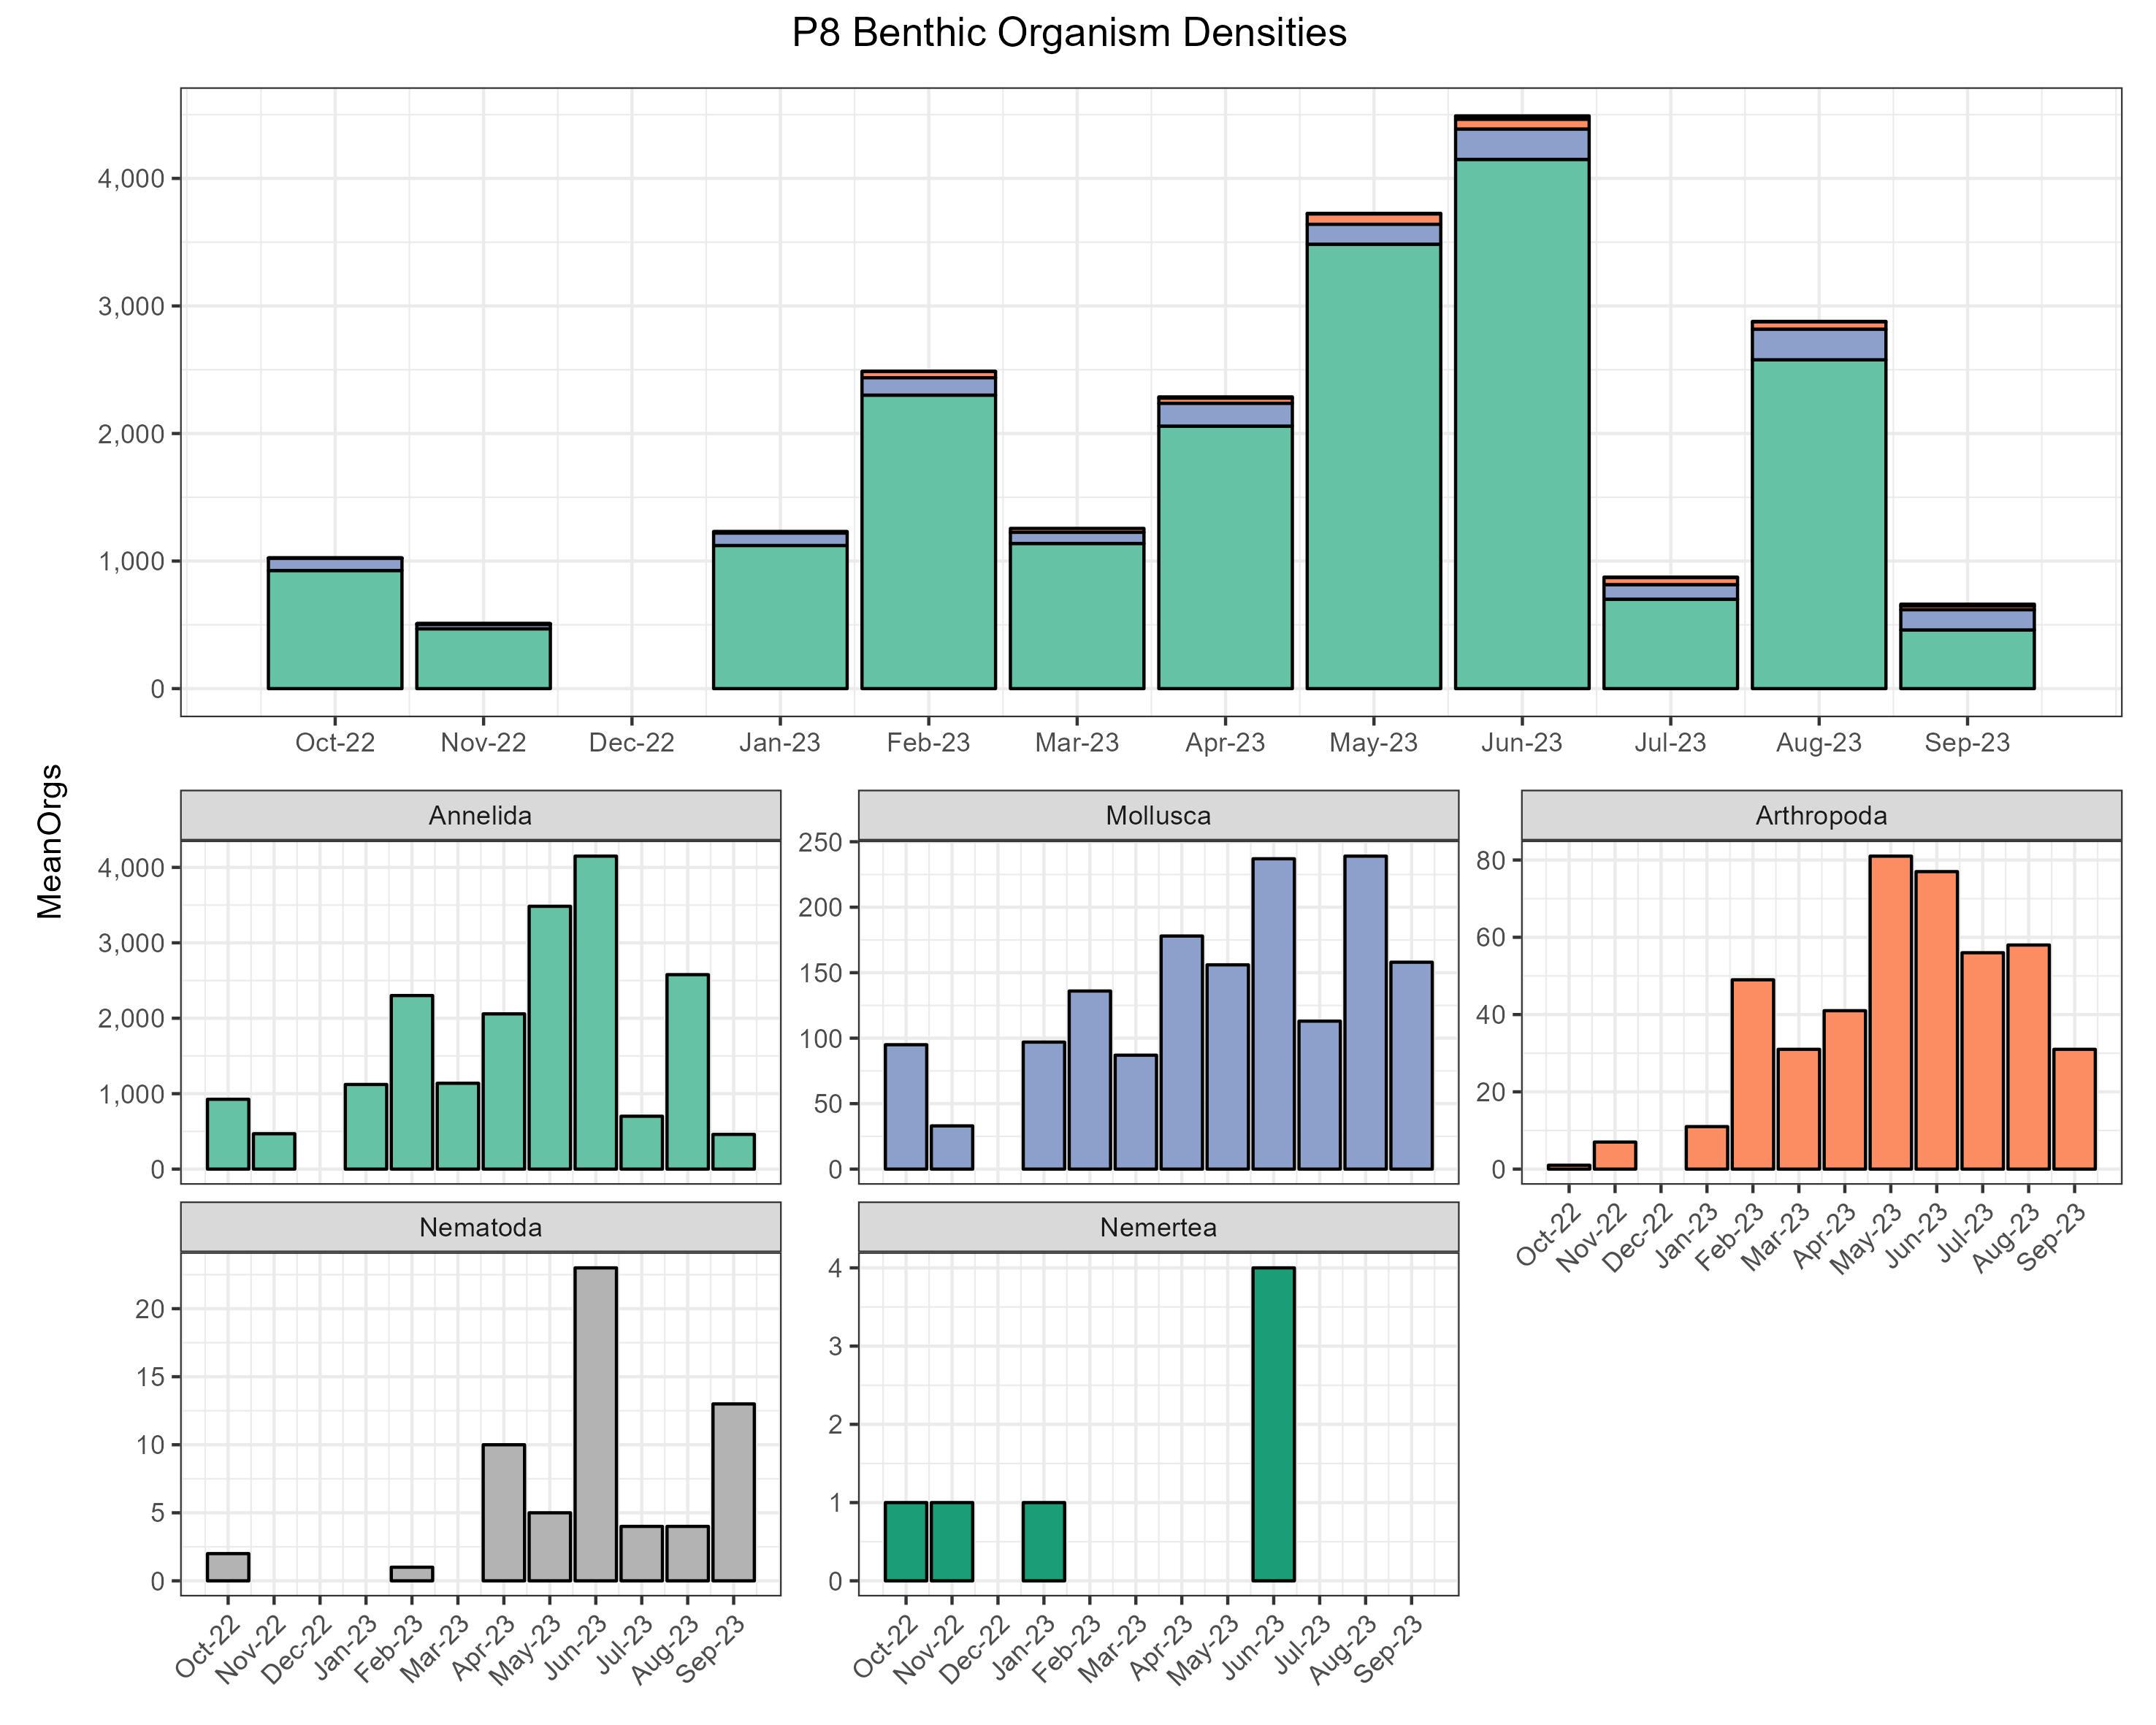 P8 Benthic Organism Densities
MeanOrgs
4,000
3,000
2,000
1,000
0
Oct-22 Nov-22 Dec-22 Jan-23 Feb-23 Mar-23 Apr-23 May-23 Jun-23 Jul-23 Aug-23 Sep-23
Annelida
4,000
3,000
2,000
1,000
0
Mollusca
250
200
150
100
50
0
Arthropoda
80
60
40
20
0
Oct-22 Nov-22 Dec-22 Jan-23 Feb-23 Mar-23 Apr-23 May-23 Jun-23 Jul-23 Aug-23 Sep-23
Nematoda
20
15
10
5
0
Oct-22 Nov-22 Dec-22 Jan-23 Feb-23 Mar-23 Apr-23 May-23 Jun-23 Jul-23 Aug-23 Sep-23
Nemertea
4
3
2
1
0
Oct-22 Nov-22 Dec-22 Jan-23 Feb-23 Mar-23 Apr-23 May-23 Jun-23 Jul-23 Aug-23 Sep-23